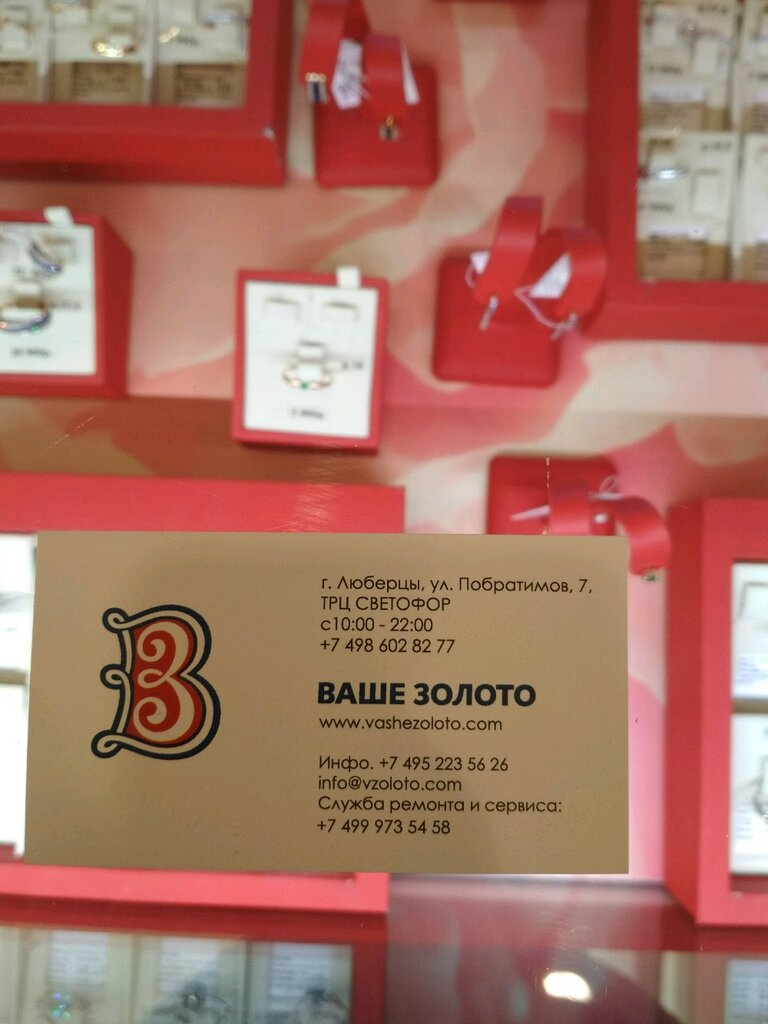 г. Люберцы, ул. Побратимов, 7,
ТРЦ СВЕТОФОР
с10:00 - 22:00
+7 498 602 82 77
ВАШЕ ЗОЛОТО
www.vashezoloto.com
Инфо. +7 495 223 56 26
info@vzoloto.com
Служба ремонта и сервиса:
+7 499 973 54 58